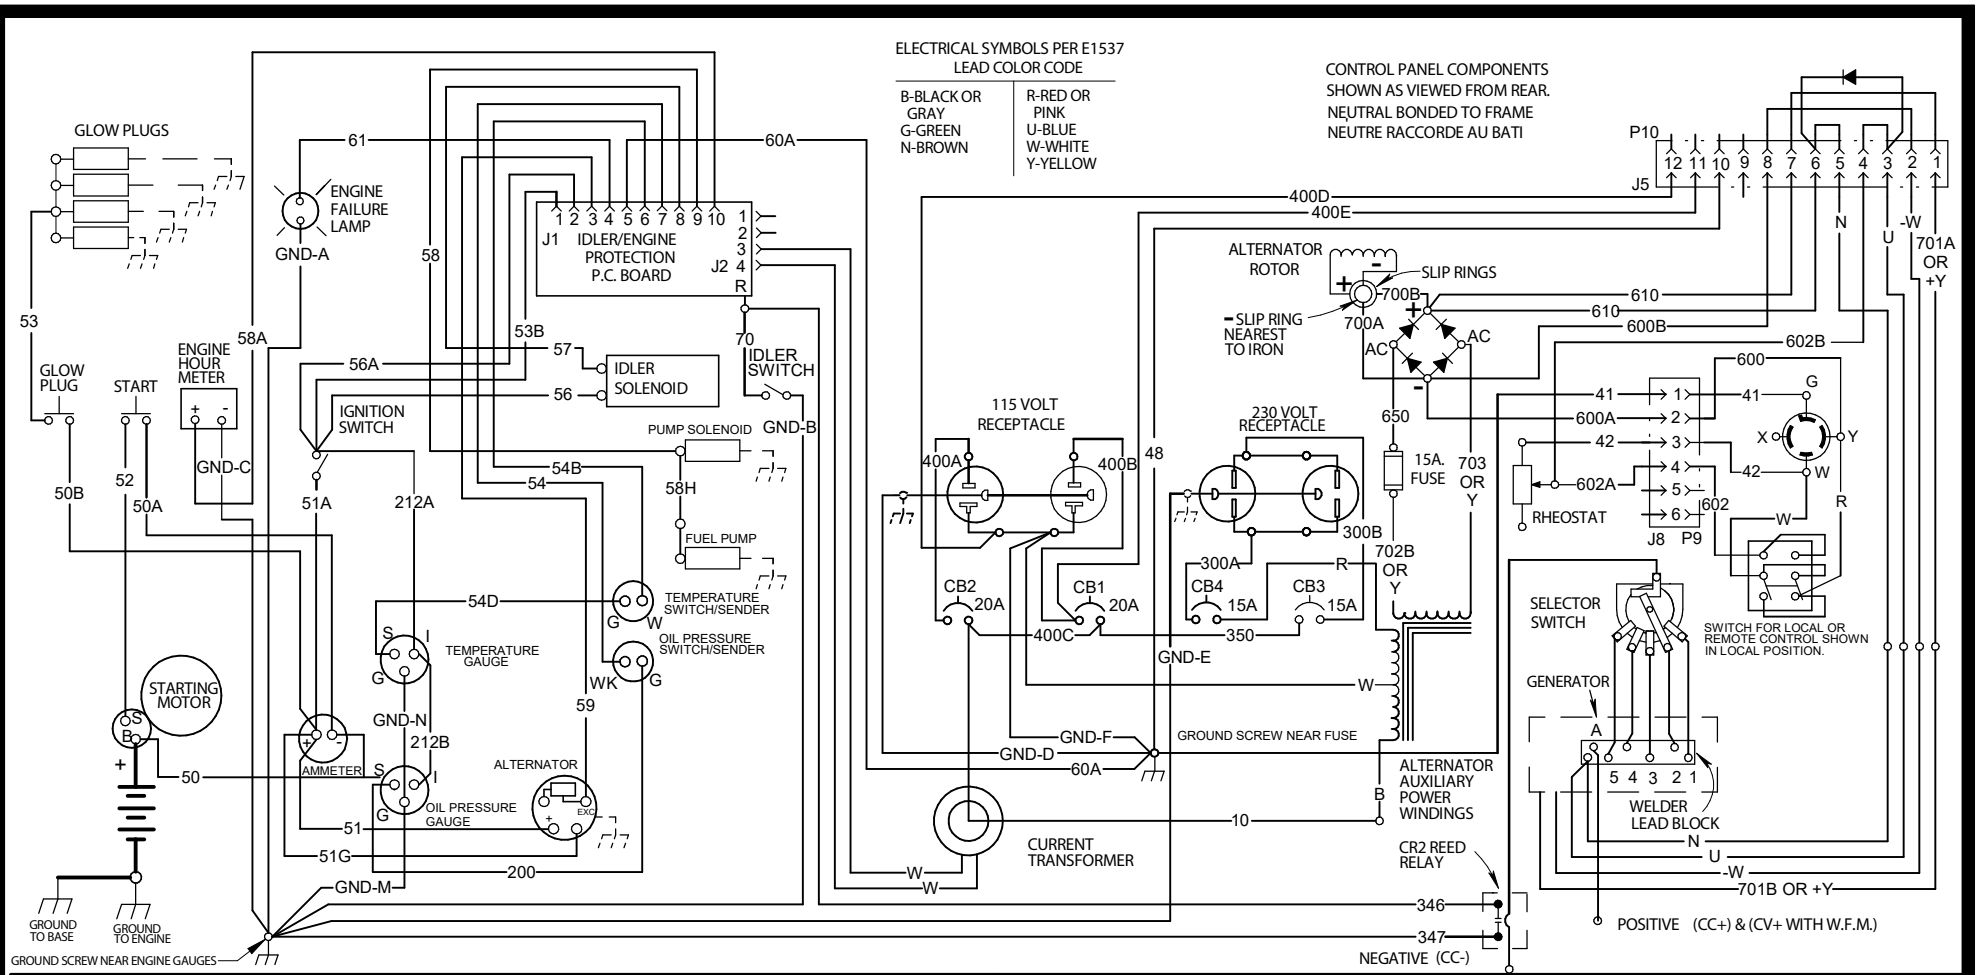 ELECTRICAL SYMBOLS PER E1537
LEAD COLOR CODE
B-BLACK OR
GRAY
G-GREEN
N-BROWN
R-RED OR
PINK
U-BLUE
W-WHITE
Y-YELLOW
CONTROL PANEL COMPONENTS
SHOWN AS VIEWED FROM REAR.
NEUTRAL BONDED TO FRAME
NEUTRE RACCORDE AU BATI
GLOW PLUGS
61
60A
ENGINE
FAILURE
LAMP
GND-A
58
1 2 3 4 5 6 7 8 9 10
J1
IDLER/ENGINE
PROTECTION
P.C. BOARD
1
2
3
4
J2
R
P10
12 11 10 9 8 7 6 5 4 3 2 1
J5
400D
400E
N
U
-W
701A
OR
+Y
ALTERNATOR
ROTOR
-
+
SLIP RINGS
700B
700A
- SLIP RING
NEAREST
TO IRON
+
AC
AC
-
610
610
600B
602B
600
53
58A
53B
57
56A
56
70
IDLER
SWITCH
IDLER
SOLENOID
GND-B
ENGINE
HOUR
METER
+ -
GLOW
PLUG
START
IGNITION
SWITCH
GND-C
52
50B
50A
51A
212A
PUMP SOLENOID
54B
54
58H
FUEL PUMP
115 VOLT
RECEPTACLE
400A
400B
48
230 VOLT
RECEPTACLE
300B
300A
R
650
15A.
FUSE
703
OR
Y
702B
OR
Y
41
600A
42
602A
1
2
3
4
5
6
J8 P9
41
42
602
G
X
Y
W
W
R
RHEOSTAT
CB2
20A
CB1
20A
CB4
15A
CB3
15A
400C
350
GND-E
W
54D
TEMPERATURE
SWITCH/SENDER
G W
OIL PRESSURE
SWITCH/SENDER
WK G
S I
G
TEMPERATURE
GAUGE
59
GND-N
212B
STARTING
MOTOR
S
B
+
50
+ -
AMMETER
S I
G
OIL PRESSURE
GAUGE
ALTERNATOR
+
EXC
51
51G
200
GND-M
SELECTOR
SWITCH
SWITCH FOR LOCAL OR
REMOTE CONTROL SHOWN
IN LOCAL POSITION.
GENERATOR
A
5 4 3 2 1
WELDER
LEAD BLOCK
GND-F
GND-D
60A
GROUND SCREW NEAR FUSE
ALTERNATOR
AUXILIARY
POWER
WINDINGS
B
10
CURRENT
TRANSFORMER
W
W
CR2 REED
RELAY
N
U
-W
701B OR +Y
346
347
NEGATIVE (CC-)
POSITIVE (CC+) & (CV+ WITH W.F.M.)
GROUND
TO BASE
GROUND
TO ENGINE
GROUND SCREW NEAR ENGINE GAUGES